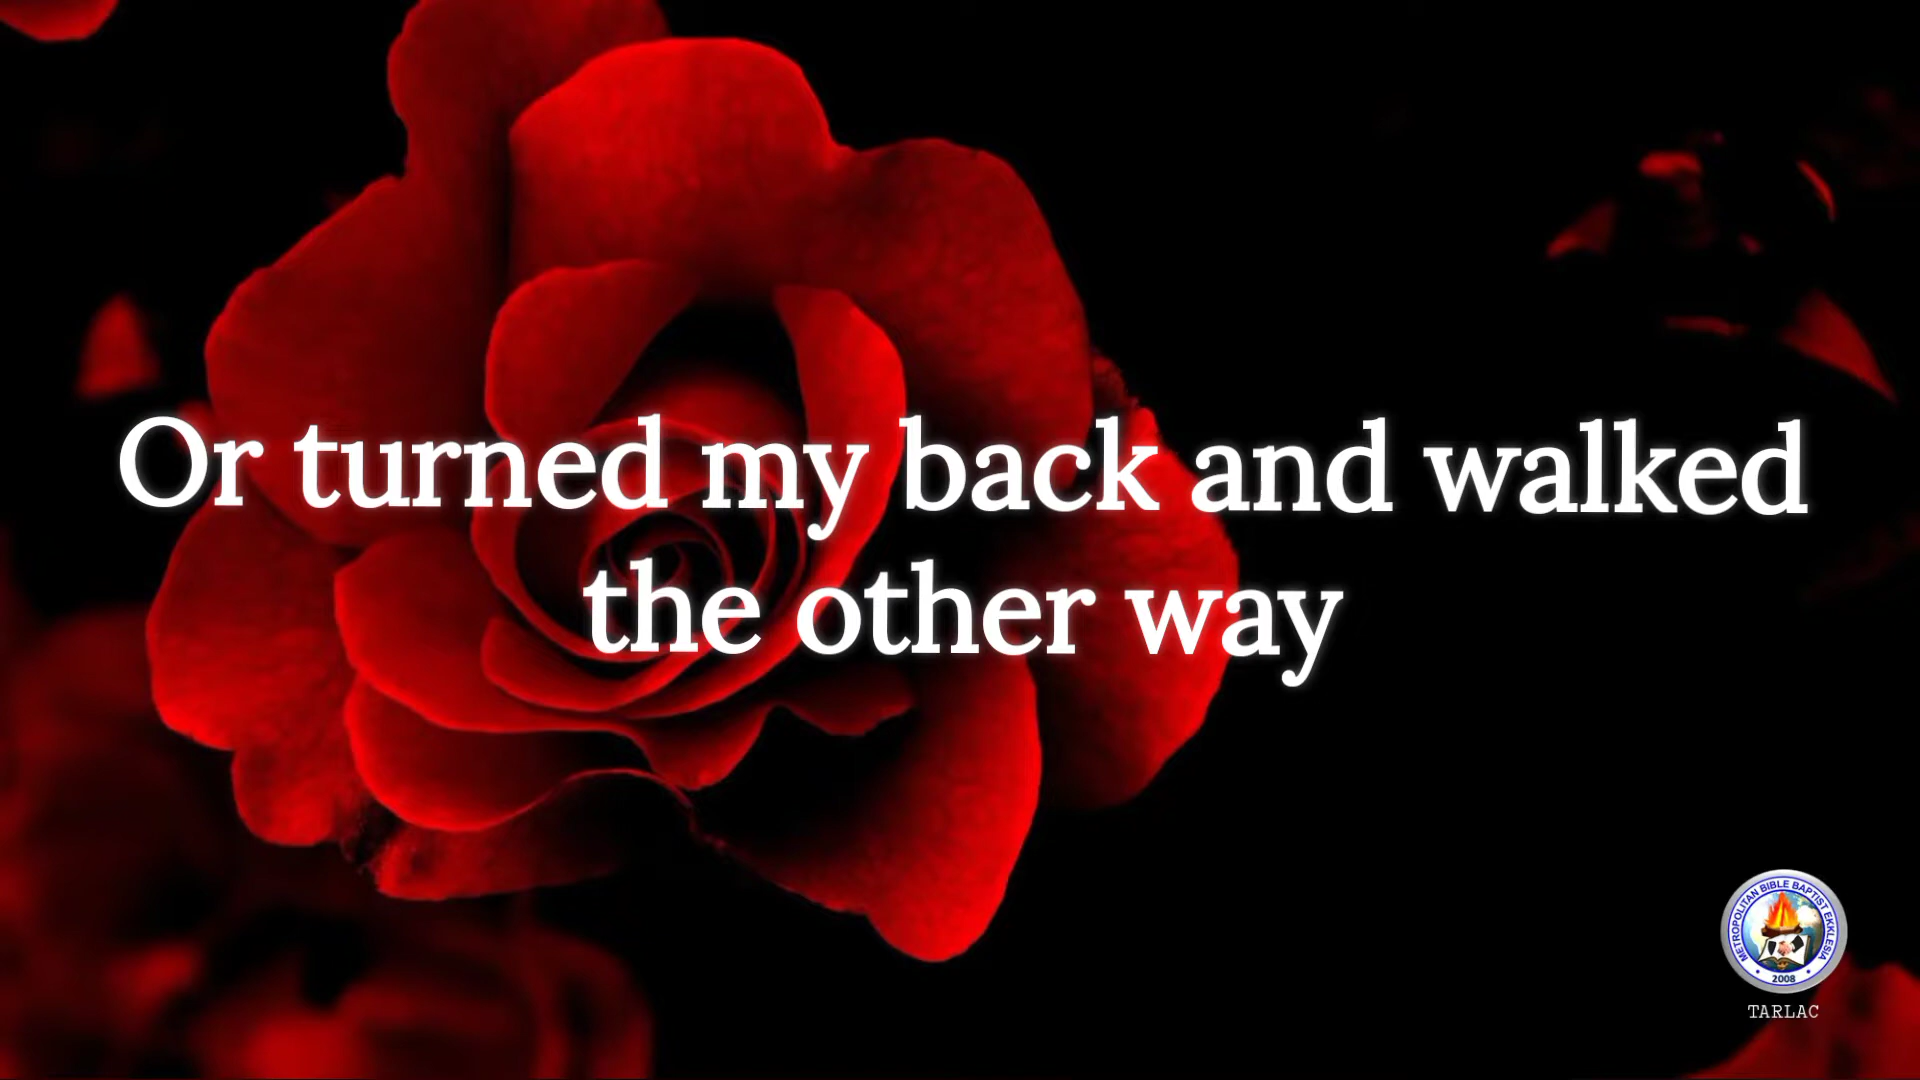 Or turned my back and walked
the other way
METROPOLITAN BIBLE BAPTIST EKKLESIA
• 2008 •
TARLAC